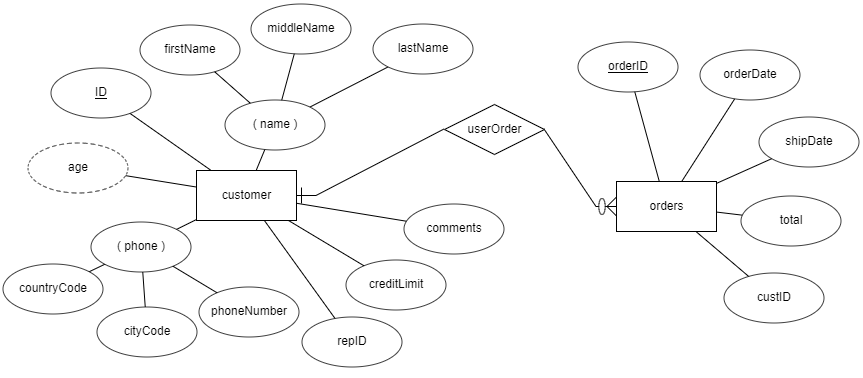 middleName
firstName
lastName
orderID
orderDate
ID
( name )
userOrder
shipDate
age
customer
orders
total
comments
( phone )
creditLimit
countryCode
custID
phoneNumber
cityCode
repID